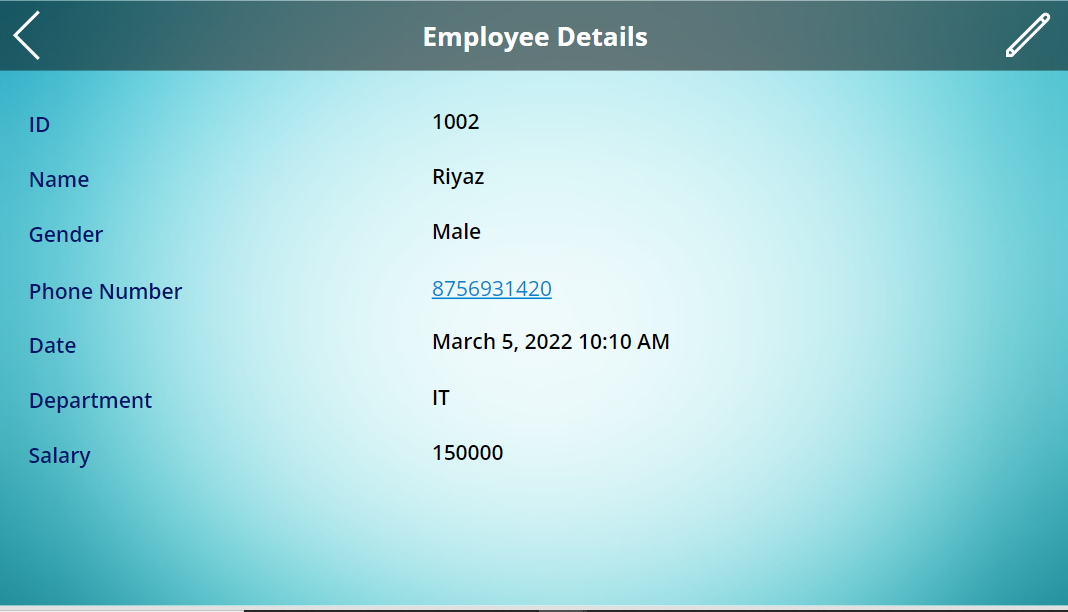 Employee Details
ID 1002
Name Riyaz
Gender Male
Phone Number 8756931420
Date March 5, 2022 10:10 AM
Department IT
Salary 150000